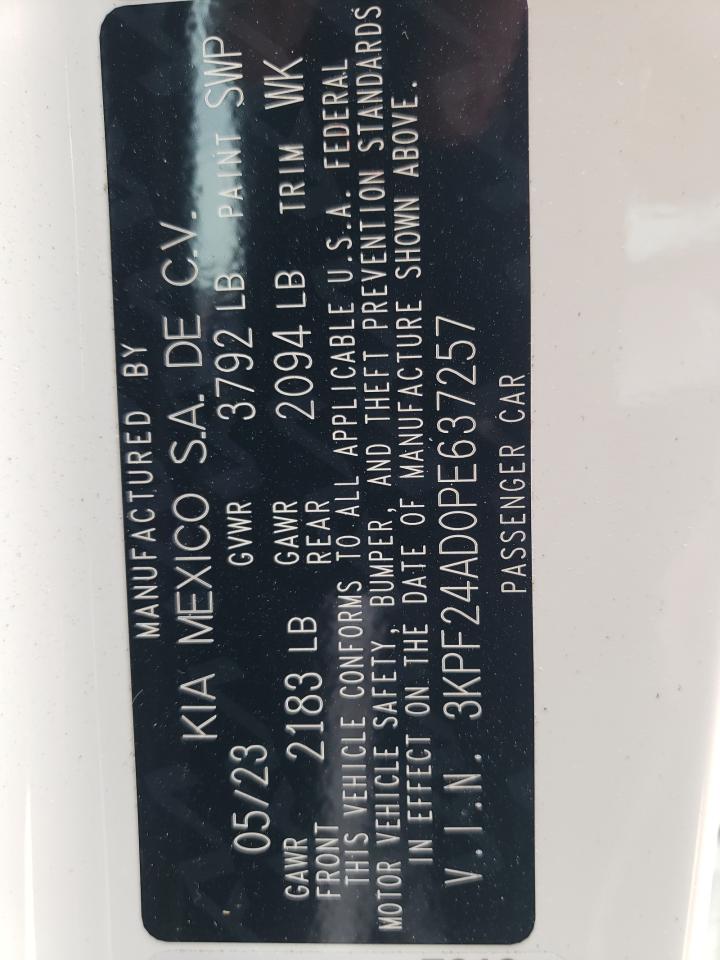 MANUFACTURED BY
KIA MEXICO S.A. DE C.V.
05/23 GVWR 3792 LB PAINT SWP
GAWR FRONT 2183 LB GAWR REAR 2094 LB TRIM WK
THIS VEHICLE CONFORMS TO ALL APPLICABLE U.S.A. FEDERAL
MOTOR VEHICLE SAFETY, BUMPER, AND THEFT PREVENTION STANDARDS
IN EFFECT ON THE DATE OF MANUFACTURE SHOWN ABOVE.
V.I.N. 3KPF24AD0PE637257
PASSENGER CAR